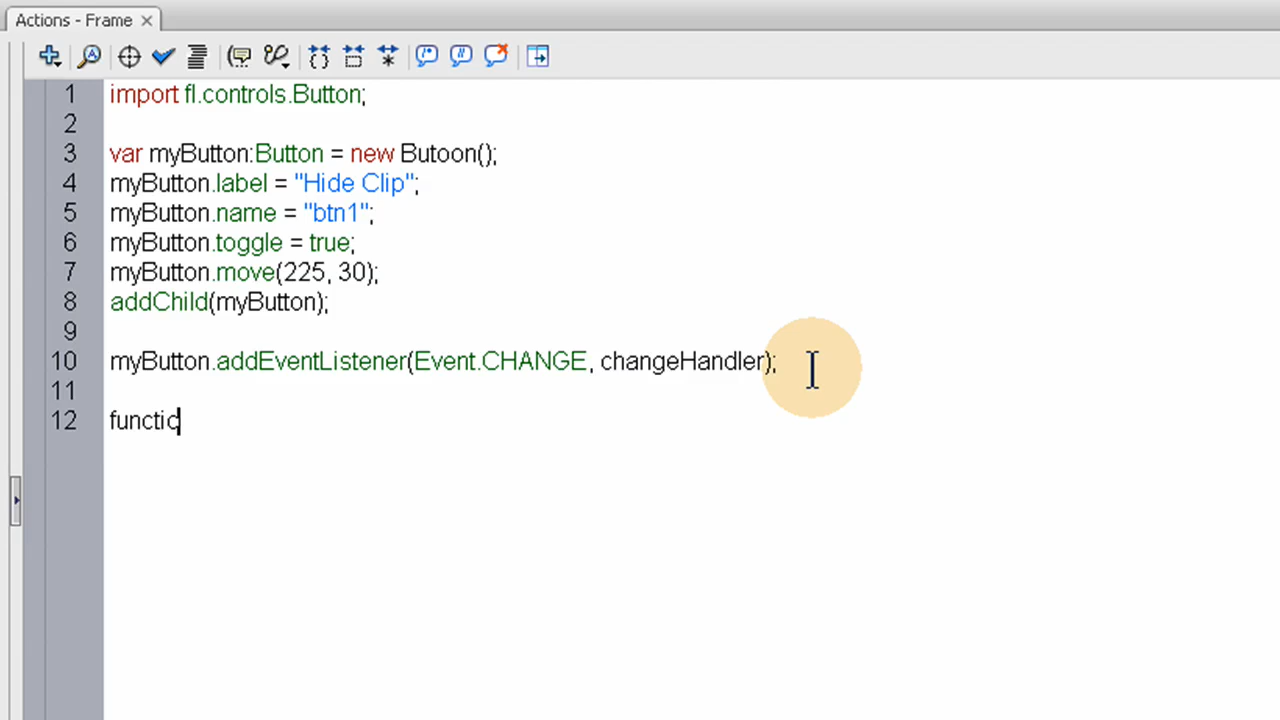 Actions - Frame
1 import fl.controls.Button;
2
3 var myButton:Button = new Butoon();
4 myButton.label = "Hide Clip";
5 myButton.name = "btn1";
6 myButton.toggle = true;
7 myButton.move(225, 30);
8 addChild(myButton);
9
10 myButton.addEventListener(Event.CHANGE, changeHandler);
11
12 functic